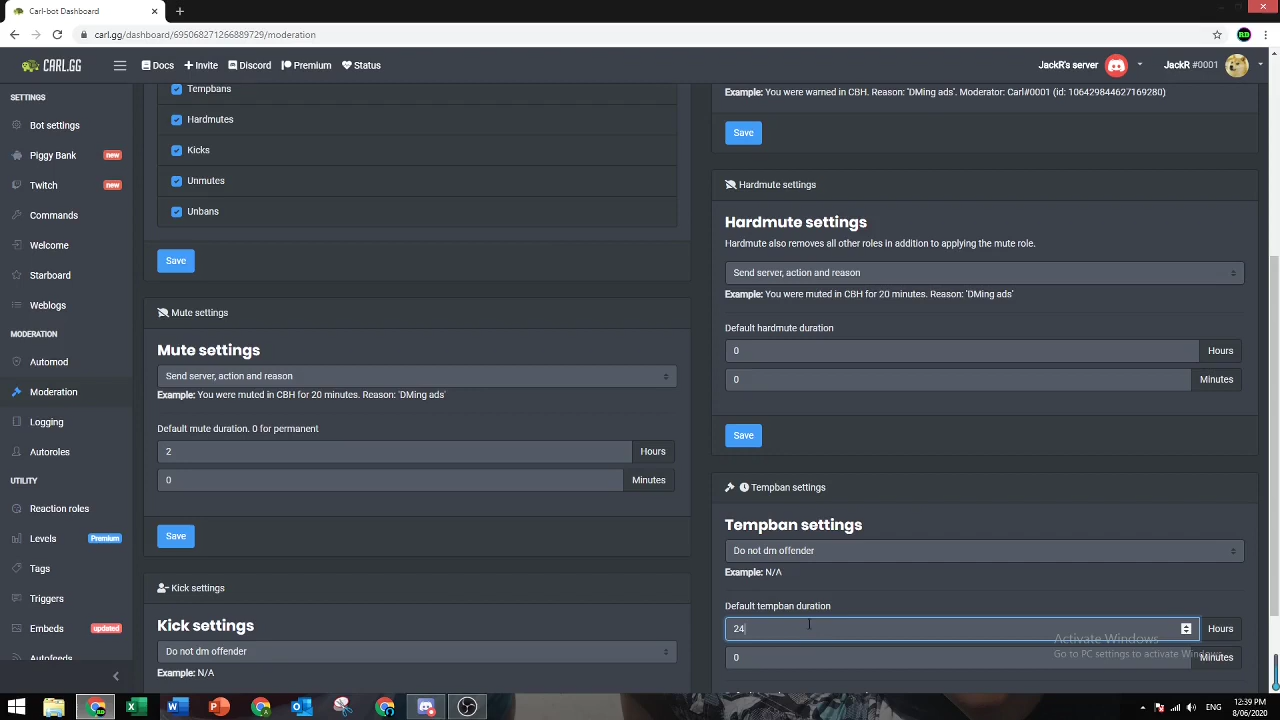 Carl-bot Dashboard
carl.gg/dashboard/695068271266889729/moderation
RD
CARL.GG
Docs
Invite
Discord
Premium
Status
JackR's server
JackR #0001
SETTINGS
Bot settings
Piggy Bank new
Twitch new
Commands
Welcome
Starboard
Weblogs
MODERATION
Automod
Moderation
Logging
Autoroles
UTILITY
Reaction roles
Levels Premium
Tags
Triggers
Embeds updated
Autofeeds
Tempbans
Hardmutes
Kicks
Unmutes
Unbans
Save
Mute settings
Mute settings
Send server, action and reason
Example: You were muted in CBH for 20 minutes. Reason: 'DMing ads'
Default mute duration. 0 for permanent
2 Hours
0 Minutes
Save
Kick settings
Kick settings
Do not dm offender
Example: N/A
Example: You were warned in CBH. Reason: 'DMing ads'. Moderator: Carl#0001 (id: 106429844627169280)
Save
Hardmute settings
Hardmute settings
Hardmute also removes all other roles in addition to applying the mute role.
Send server, action and reason
Example: You were muted in CBH for 20 minutes. Reason: 'DMing ads'
Default hardmute duration
0 Hours
0 Minutes
Save
Tempban settings
Tempban settings
Do not dm offender
Example: N/A
Default tempban duration
24 Hours
0 Minutes
Activate Windows
Go to PC settings to activate Windows.
ENG
12:39 PM
8/06/2020